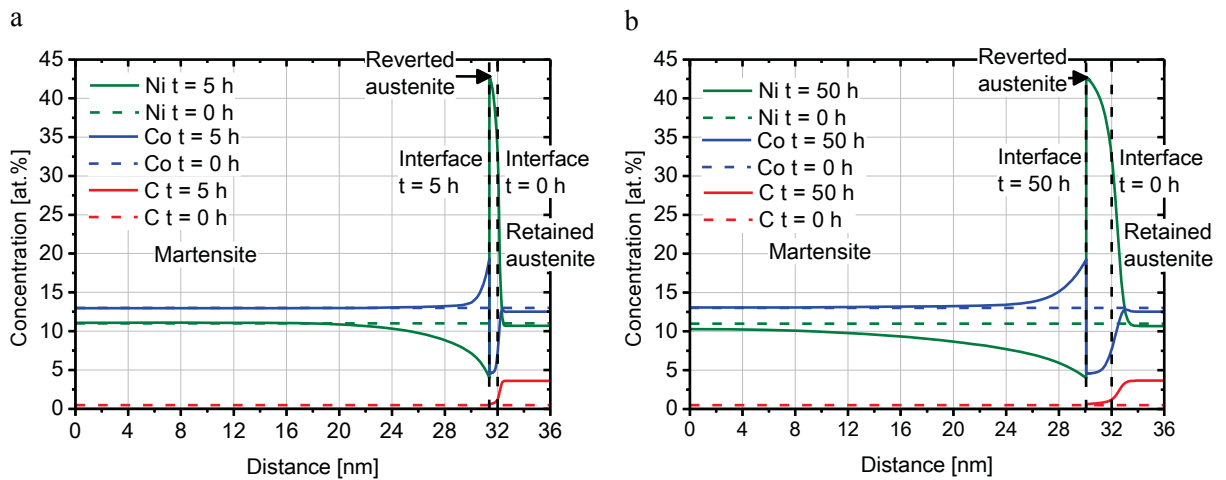 a
Concentration [at.%]
45
40
35
30
25
20
15
10
5
0
Ni t = 5 h
Ni t = 0 h
Co t = 5 h
Co t = 0 h
C t = 5 h
C t = 0 h
Reverted
austenite
Interface
t = 5 h
Interface
t = 0 h
Martensite
Retained
austenite
0 4 8 12 16 20 24 28 32 36
Distance [nm]
b
Concentration [at.%]
45
40
35
30
25
20
15
10
5
0
Ni t = 50 h
Ni t = 0 h
Co t = 50 h
Co t = 0 h
C t = 50 h
C t = 0 h
Reverted
austenite
Interface
t = 50 h
Interface
t = 0 h
Martensite
Retained
austenite
0 4 8 12 16 20 24 28 32 36
Distance [nm]